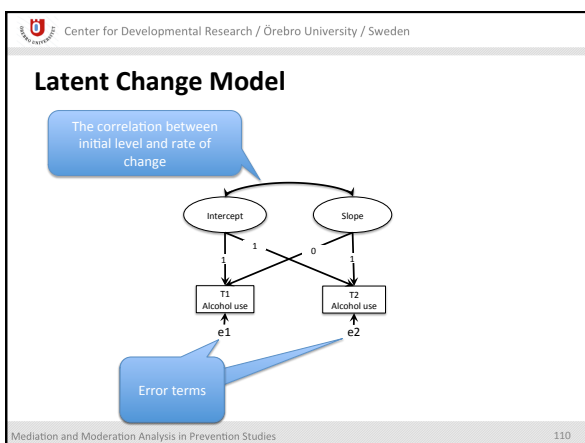 Center for Developmental Research / Örebro University / Sweden
Latent Change Model
The correlation between
initial level and rate of
change
Intercept
Slope
1
0
1
1
T1
Alcohol use
T2
Alcohol use
e1
e2
Error terms
Mediation and Moderation Analysis in Prevention Studies
110